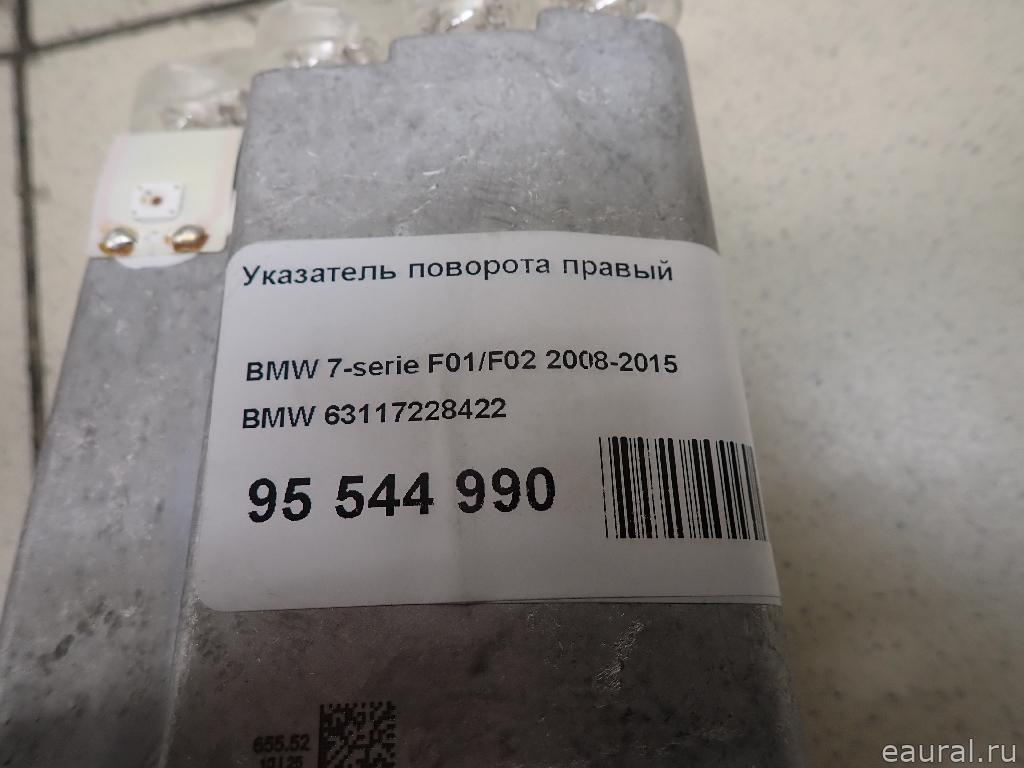 Указатель поворота правый
BMW 7-serie F01/F02 2008-2015
BMW 63117228422
95 544 990
655.52
eaural.ru